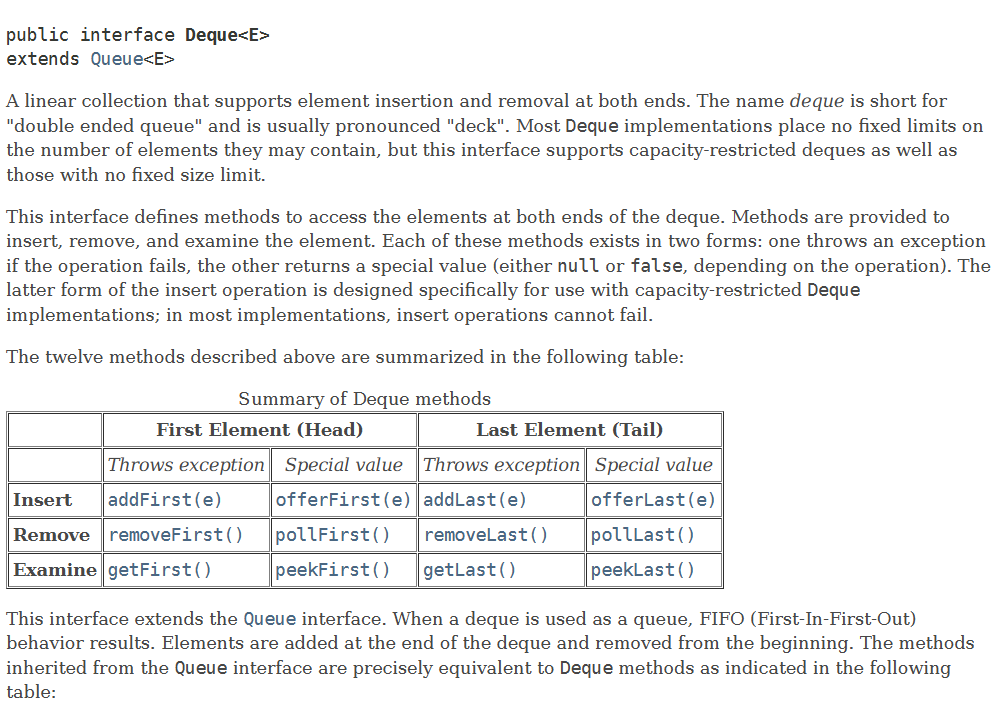 public interface Deque<E>
extends Queue<E>
A linear collection that supports element insertion and removal at both ends. The name deque is short for
"double ended queue" and is usually pronounced "deck". Most Deque implementations place no fixed limits on
the number of elements they may contain, but this interface supports capacity-restricted deques as well as
those with no fixed size limit.
This interface defines methods to access the elements at both ends of the deque. Methods are provided to
insert, remove, and examine the element. Each of these methods exists in two forms: one throws an exception
if the operation fails, the other returns a special value (either null or false, depending on the operation). The
latter form of the insert operation is designed specifically for use with capacity-restricted Deque
implementations; in most implementations, insert operations cannot fail.
The twelve methods described above are summarized in the following table:
Summary of Deque methods
First Element (Head) Last Element (Tail)
Throws exception Special value Throws exception Special value
Insert addFirst(e) offerFirst(e) addLast(e) offerLast(e)
Remove removeFirst() pollFirst() removeLast() pollLast()
Examine getFirst() peekFirst() getLast() peekLast()
This interface extends the Queue interface. When a deque is used as a queue, FIFO (First-In-First-Out)
behavior results. Elements are added at the end of the deque and removed from the beginning. The methods
inherited from the Queue interface are precisely equivalent to Deque methods as indicated in the following
table: